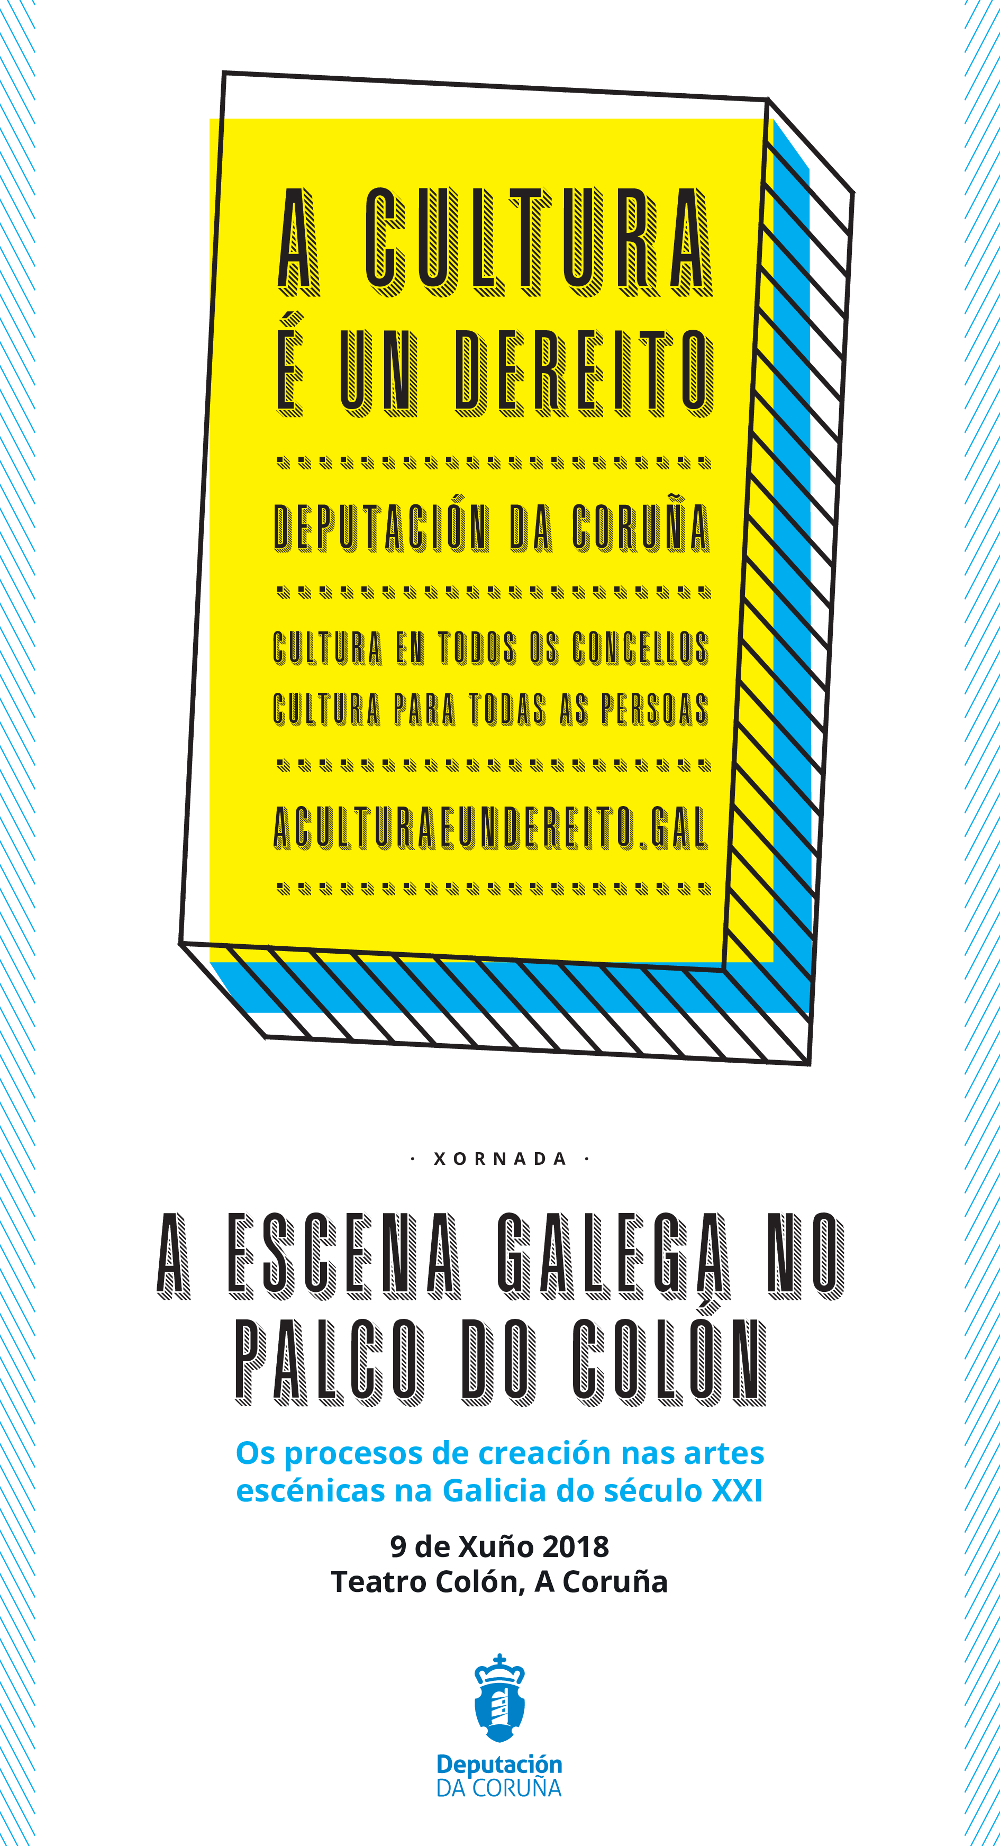 A CULTURA
É UN DEREITO
DEPUTACIÓN DA CORUÑA
CULTURA EN TODOS OS CONCELLOS
CULTURA PARA TODAS AS PERSOAS
ACULTURAEUNDEREITO.GAL
· XORNADA ·
A ESCENA GALEGA NO
PALCO DO COLÓN
Os procesos de creación nas artes
escénicas na Galicia do século XXI
9 de Xuño 2018
Teatro Colón, A Coruña
Deputación
DA CORUÑA